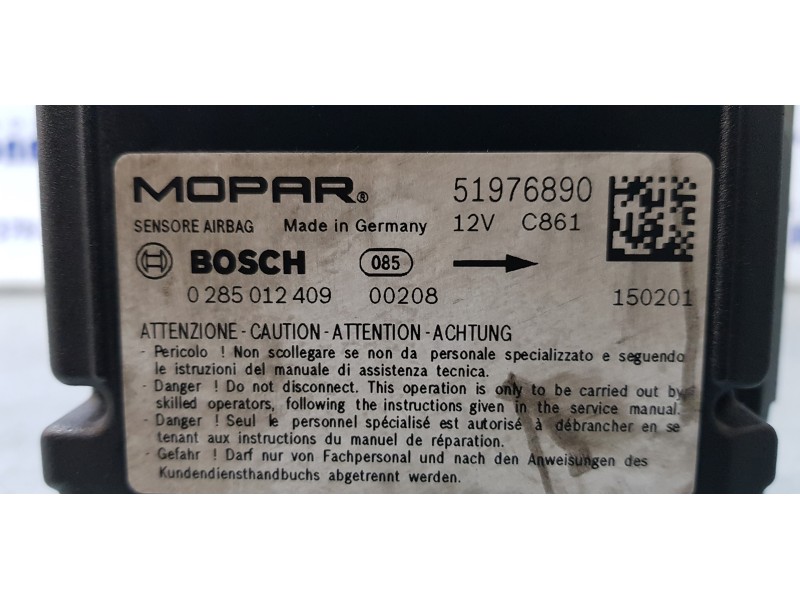 MOPAR® 51976890
SENSORE AIRBAG Made in Germany 12V C861
BOSCH 085
0 285 012 409 00208 150201
ATTENZIONE - CAUTION - ATTENTION - ACHTUNG
- Pericolo ! Non scollegare se non da personale specializzato e seguendo
le istruzioni del manuale di assistenza tecnica.
- Danger ! Do not disconnect. This operation is only to be carried out by
skilled operators, following the instructions given in the service manual.
- Danger ! Seul le personnel spécialisé est autorisé à débrancher en se
tenant aux instructions du manuel de réparation.
- Gefahr ! Darf nur von Fachpersonal und nach den Anweisungen des
Kundendiensthandbuchs abgetrennt werden.